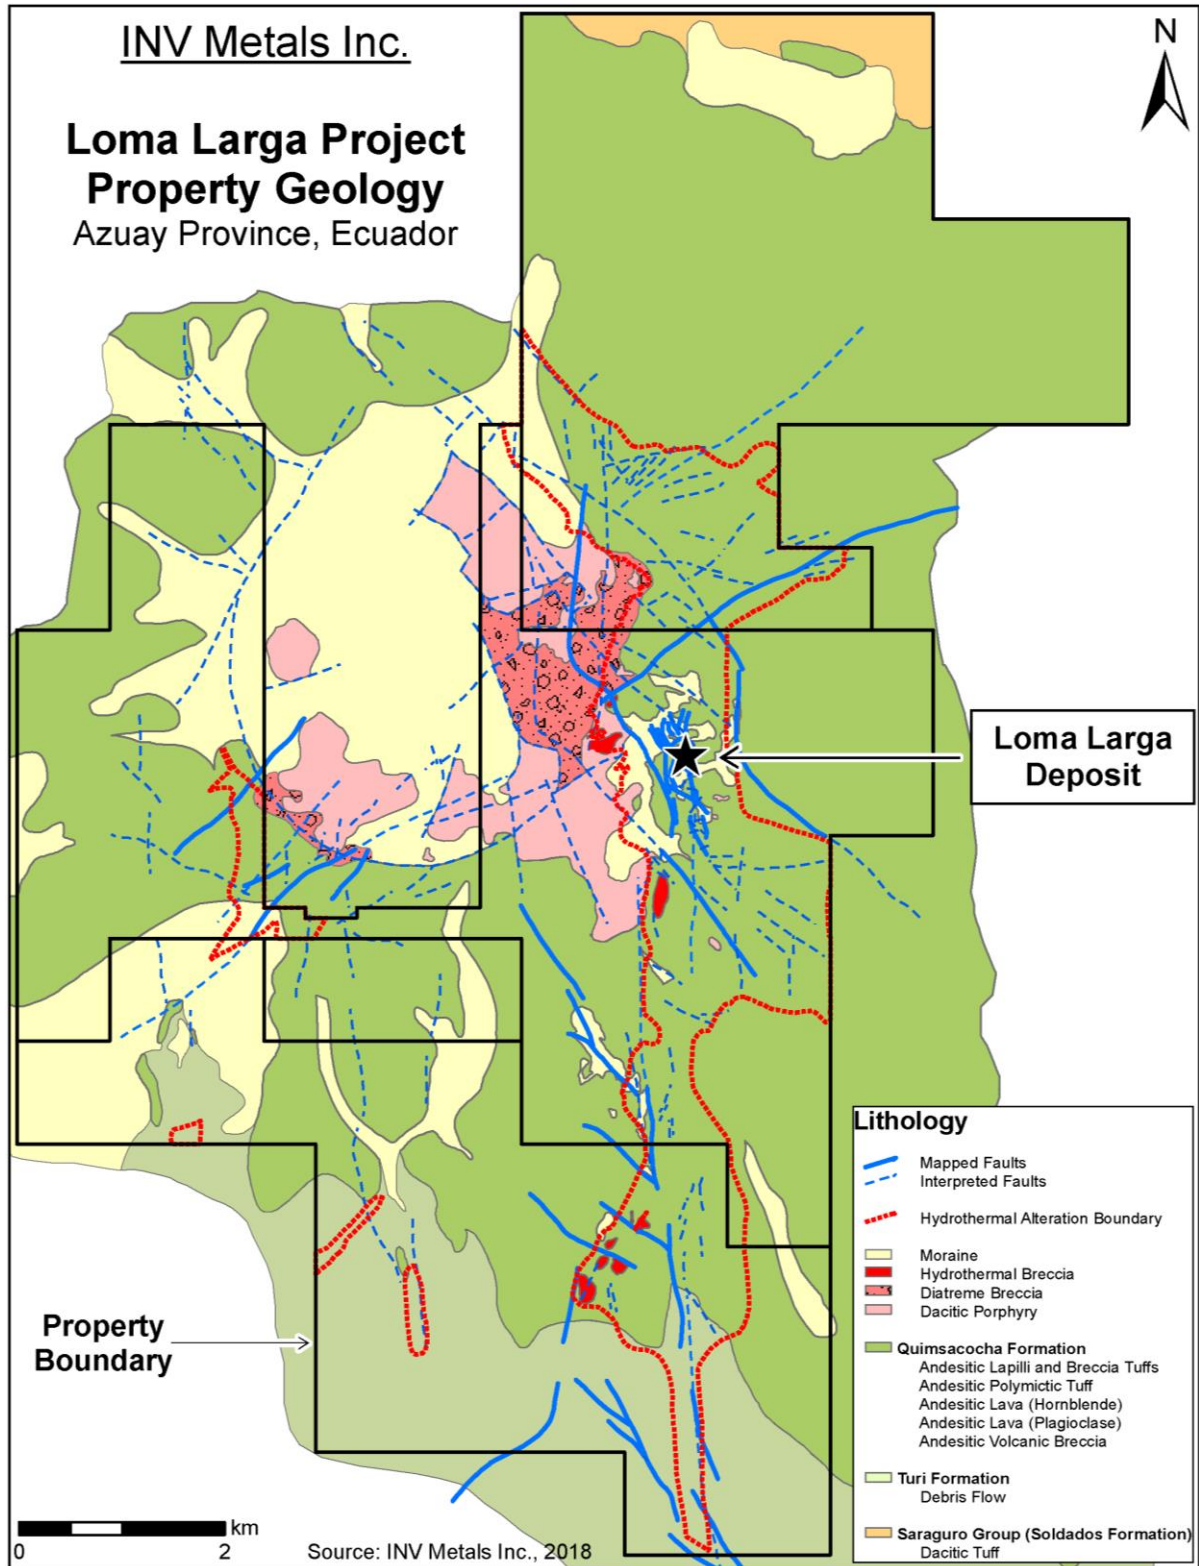 INV Metals Inc.
Loma Larga Project
Property Geology
Azuay Province, Ecuador
N
Loma Larga
Deposit
Property
Boundary
Lithology
Mapped Faults
Interpreted Faults
Hydrothermal Alteration Boundary
Moraine
Hydrothermal Breccia
Diatreme Breccia
Dacitic Porphyry
Quimsacocha Formation
Andesitic Lapilli and Breccia Tuffs
Andesitic Polymictic Tuff
Andesitic Lava (Hornblende)
Andesitic Lava (Plagioclase)
Andesitic Volcanic Breccia
Turi Formation
Debris Flow
Saraguro Group (Soldados Formation)
Dacitic Tuff
km
0 2
Source: INV Metals Inc., 2018